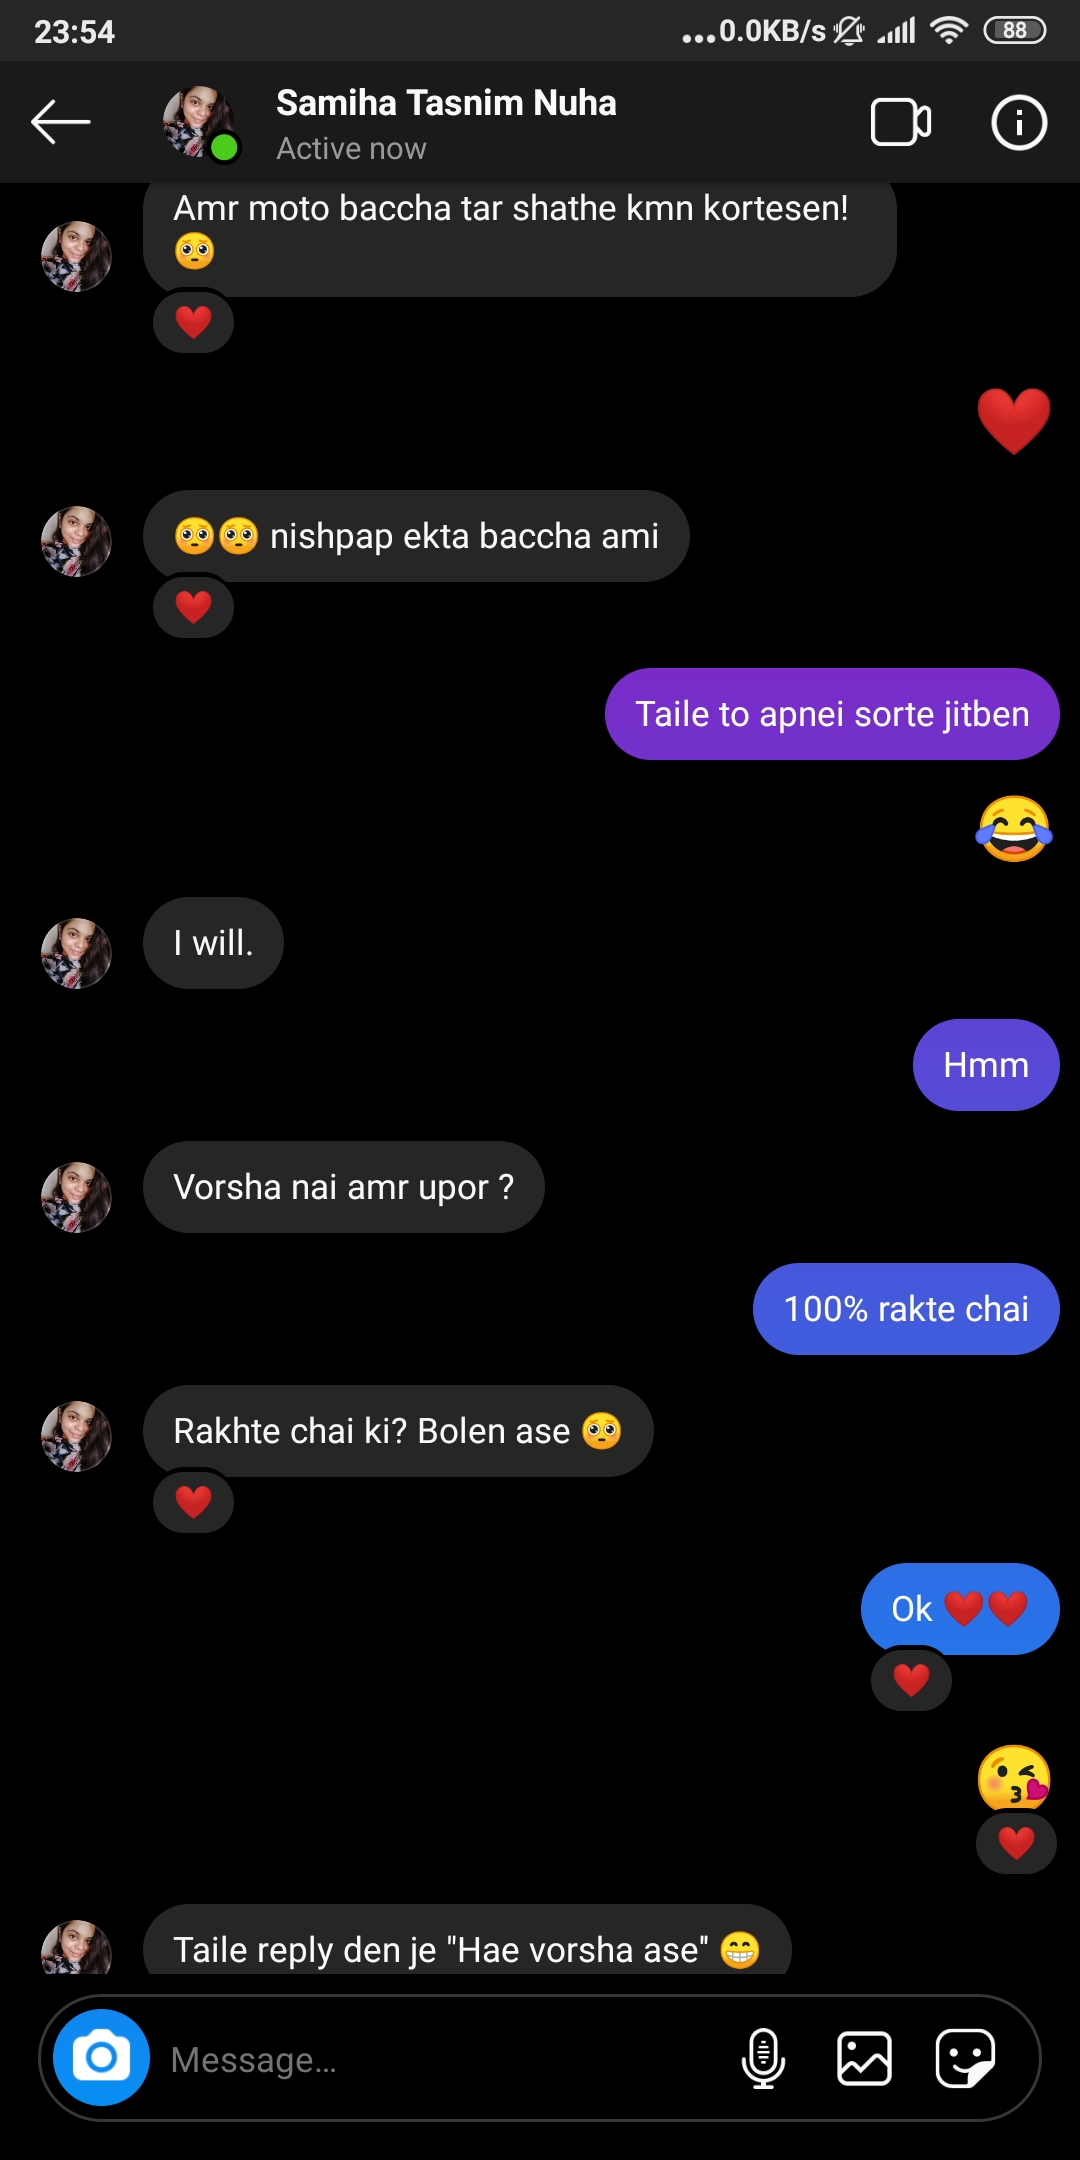 23:54
...0.0KB/s
88
Samiha Tasnim Nuha
Active now
Amr moto baccha tar shathe kmn kortesen!
🥺
❤️
❤️
🥺🥺 nishpap ekta baccha ami
❤️
Taile to apnei sorte jitben
😂
I will.
Hmm
Vorsha nai amr upor ?
100% rakte chai
Rakhte chai ki? Bolen ase 🥺
❤️
Ok ❤️❤️
❤️
😘
❤️
Taile reply den je "Hae vorsha ase" 😁
Message...